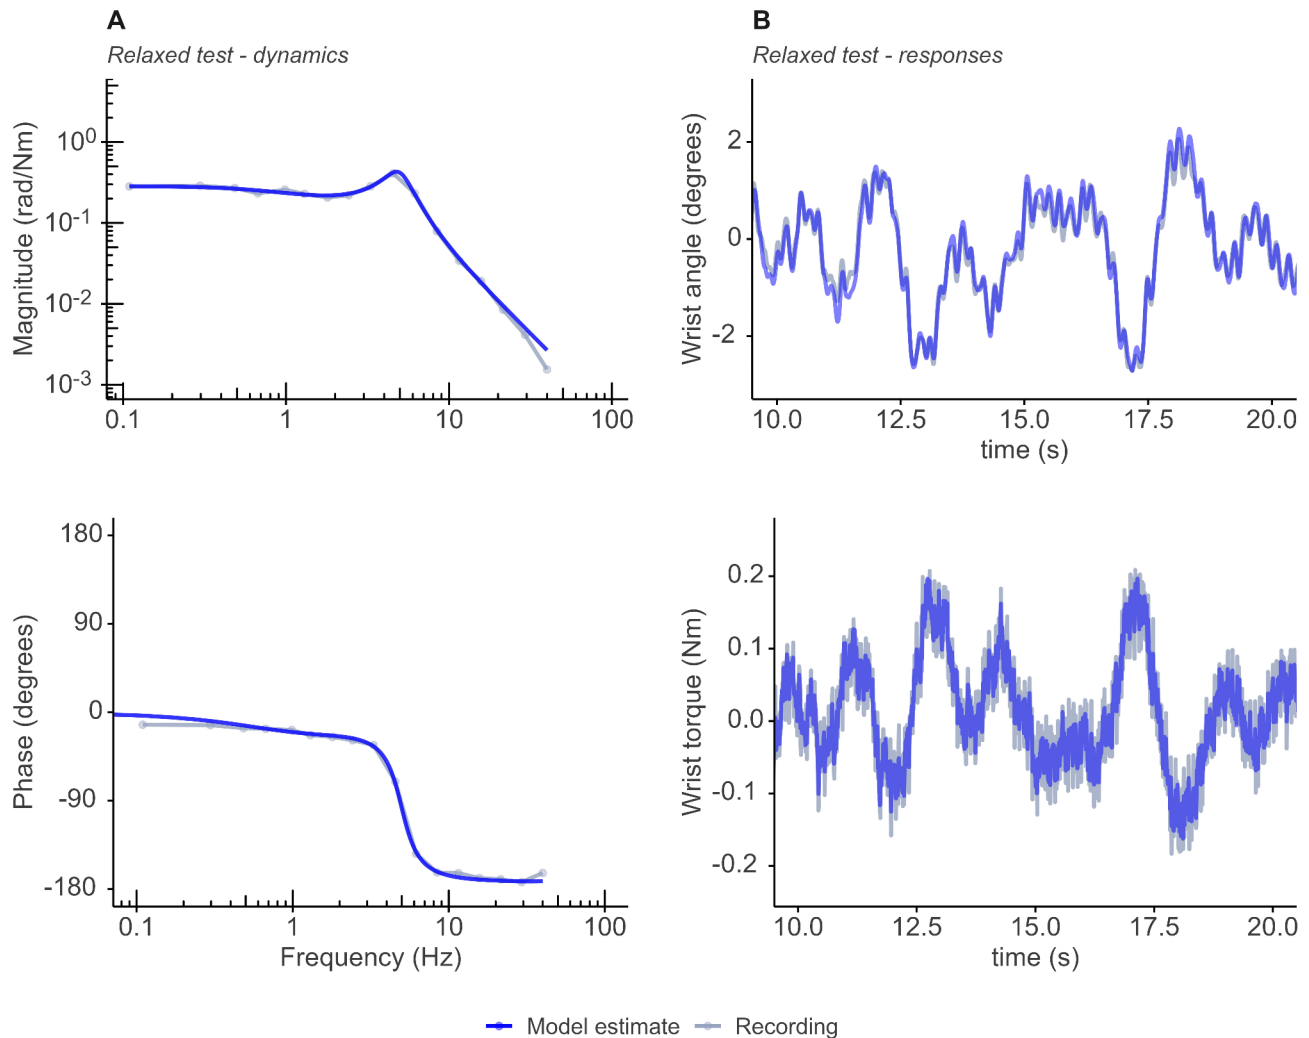 A
Relaxed test - dynamics
Magnitude (rad/Nm)
10^0
10^-1
10^-2
10^-3
0.1 1 10 100
B
Relaxed test - responses
Wrist angle (degrees)
2
0
-2
10.0 12.5 15.0 17.5 20.0
time (s)
Phase (degrees)
180
90
0
-90
-180
0.1 1 10 100
Frequency (Hz)
Wrist torque (Nm)
0.2
0.1
0.0
-0.1
-0.2
10.0 12.5 15.0 17.5 20.0
time (s)
Model estimate Recording